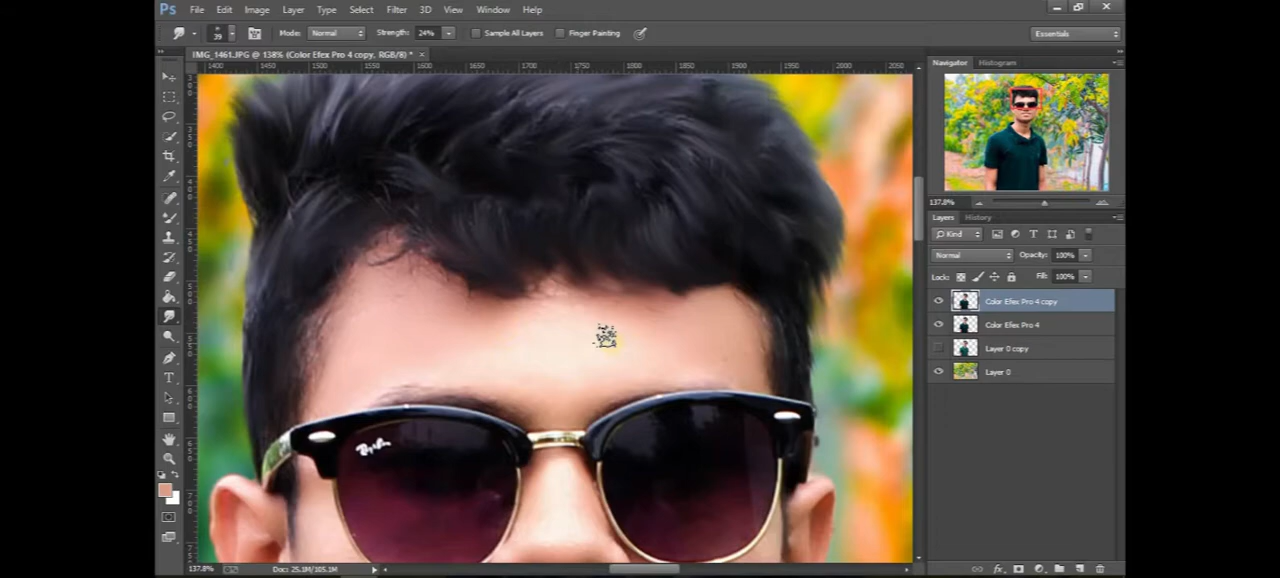 Ps File Edit Image Layer Type Select Filter 3D View Window Help
39 Mode: Normal Strength: 24% Sample All Layers Finger Painting Essentials
IMG_1461.JPG @ 138% (Color Efex Pro 4 copy, RGB/8) * ×
1400 1450 1500 1550 1600 1650 1700 1750 1800 1850 1900 1950 2000 2050
Navigator Histogram
137.8%
Layers History
Kind
Normal Opacity: 100%
Lock: Fill: 100%
Color Efex Pro 4 copy
Color Efex Pro 4
Layer 0 copy
Layer 0
Ray-Ban
137.8% Doc: 25.1M/105.1M